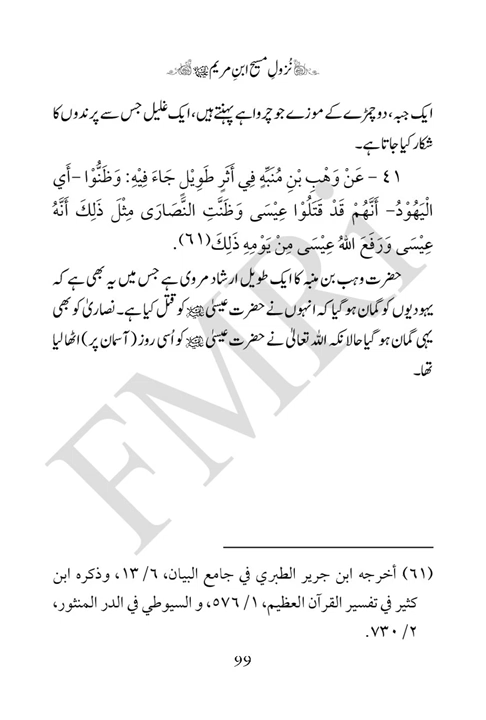 نُزولِ مسیح ابنِ مریم علیہ السلام
ایک جبہ، دو چمڑے کے موزے جو چرواہے پہنتے ہیں، ایک غلیل جس سے پرندوں کا
شکار کیا جاتا ہے۔
٤١ - عَنْ وَهْبِ بْنِ مُنَبِّهٍ فِي أَثَرٍ طَوِيْلٍ جَاءَ فِيْهِ: وَظَنُّوْا -أَي
الْيَهُوْدُ- أَنَّهُمْ قَدْ قَتَلُوْا عِيْسَى وَظَنَّتِ النَّصَارَى مِثْلَ ذَلِكَ أَنَّهُ
عِيْسَى وَرَفَعَ اللهُ عِيْسَى مِنْ يَوْمِهِ ذَلِكَ(٦١).
حضرت وہب بن منبہ کا ایک طویل ارشاد مروی ہے جس میں یہ بھی ہے کہ
یہودیوں کو گمان ہو گیا کہ انہوں نے حضرت عیسیٰ علیہ السلام کو قتل کیا ہے۔ نصاریٰ کو بھی
یہی گمان ہو گیا حالانکہ اللہ تعالیٰ نے حضرت عیسیٰ علیہ السلام کو اُسی روز (آسمان پر) اٹھا لیا
تھا۔
FMRi
(٦١) أخرجه ابن جرير الطبري في جامع البيان، ٦/ ١٣، وذكره ابن
كثير في تفسير القرآن العظيم، ١/ ٥٧٦، و السيوطي في الدر المنثور،
٢/ ٧٣٠.
99